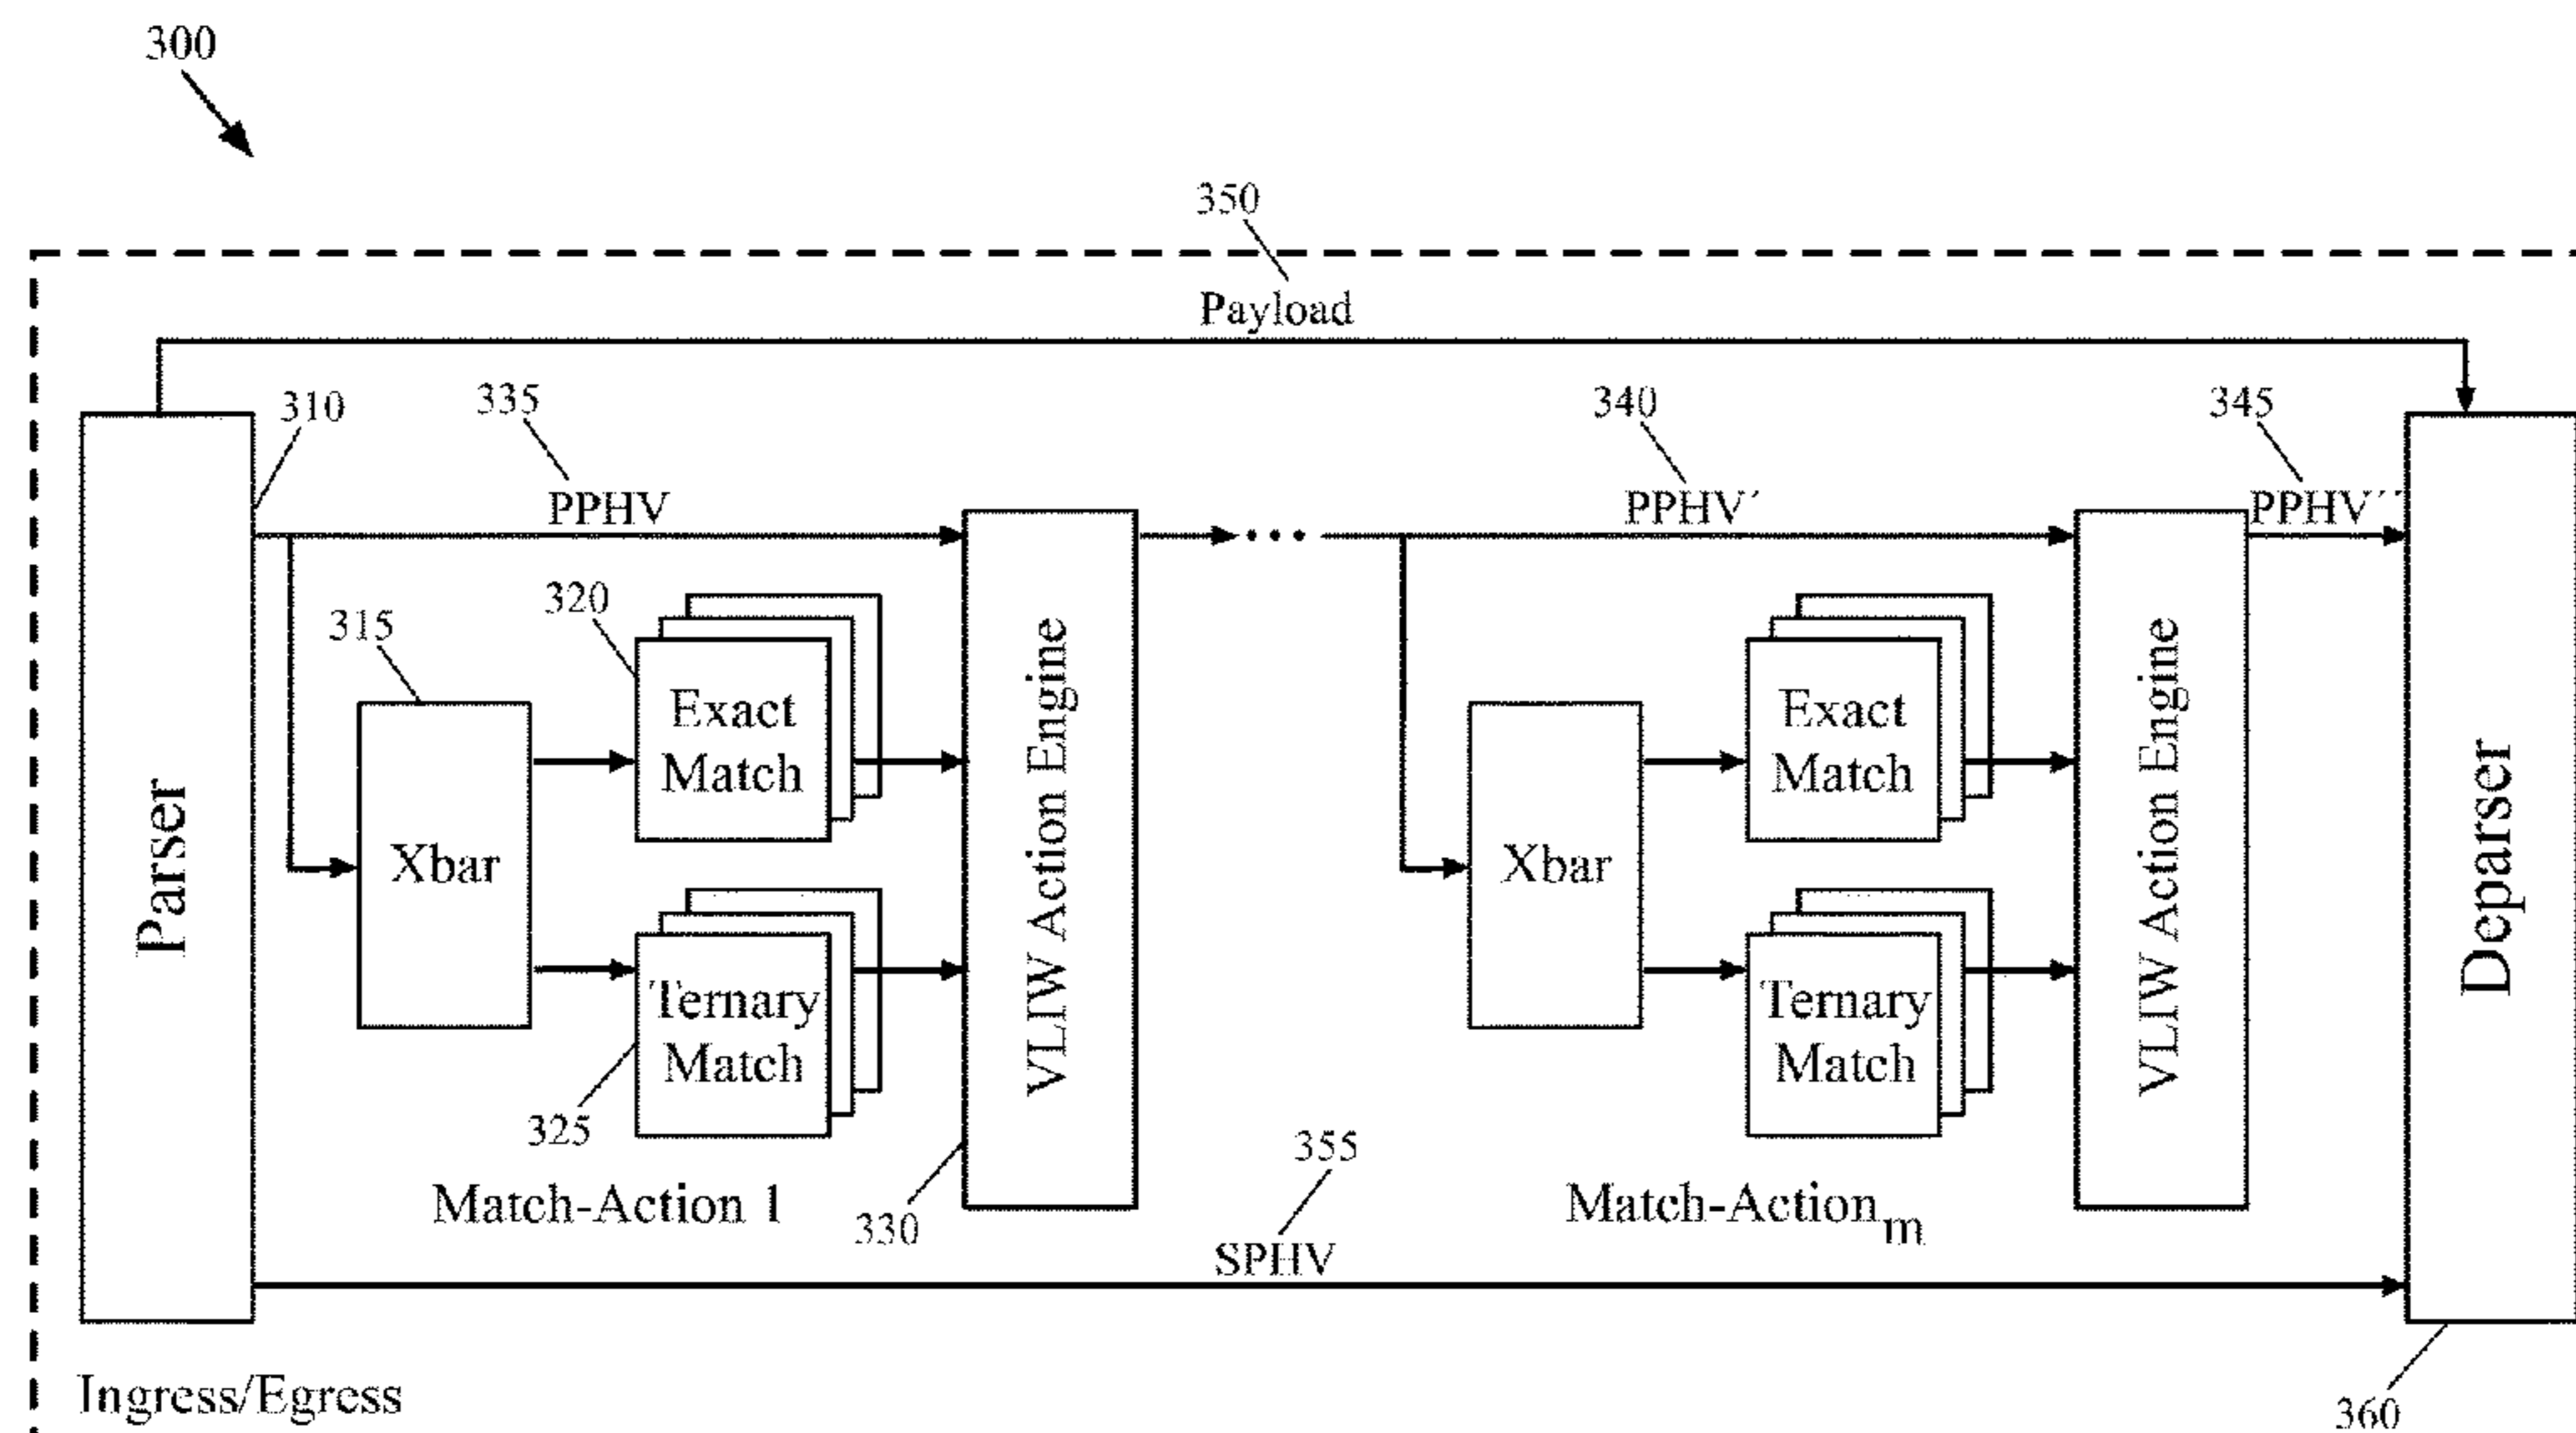 300
350
Payload
310
335
340
345
PPHV
PPHV´
PPHV´´
320
315
Exact
Match
Xbar
Ternary
Match
325
VLIW Action Engine
330
Match-Action 1
Parser
Exact
Match
Xbar
Ternary
Match
VLIW Action Engine
Match-Actionm
Deparser
355
SPHV
Ingress/Egress
360